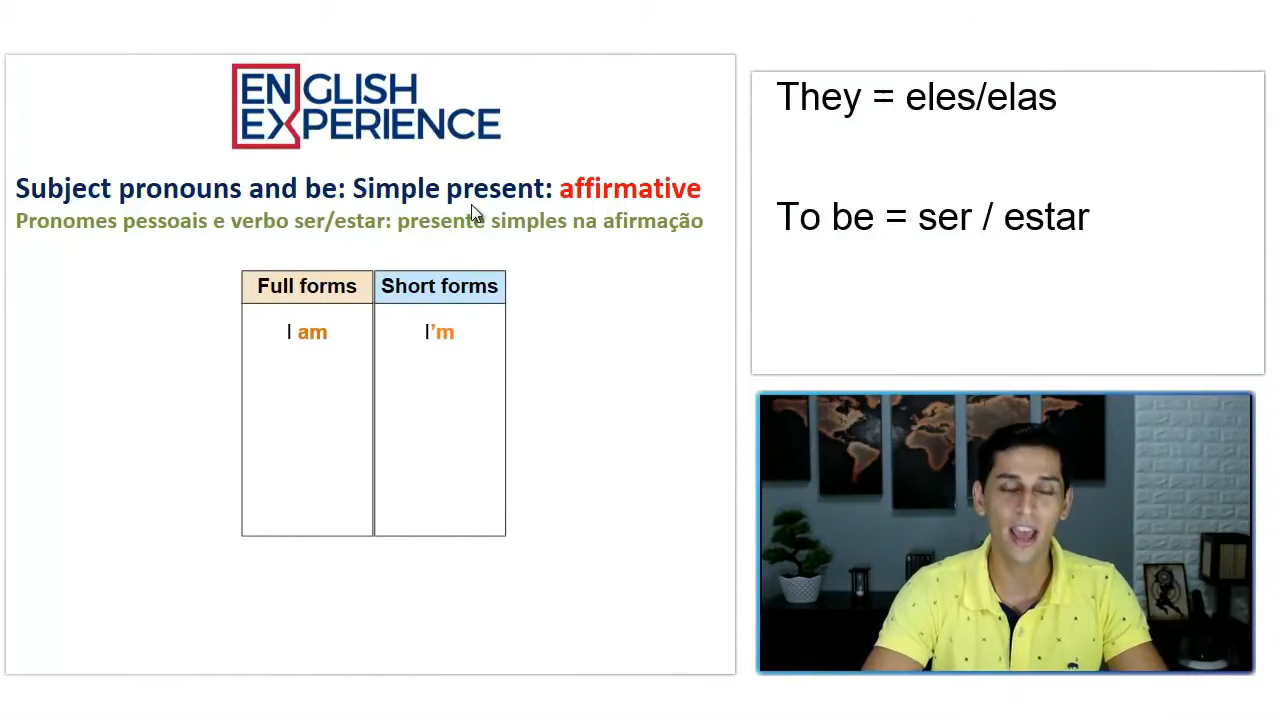 ENGLISH
EXPERIENCE
Subject pronouns and be: Simple present: affirmative
Pronomes pessoais e verbo ser/estar: presente simples na afirmação
Full forms
Short forms
I am
I'm
They = eles/elas
To be = ser / estar